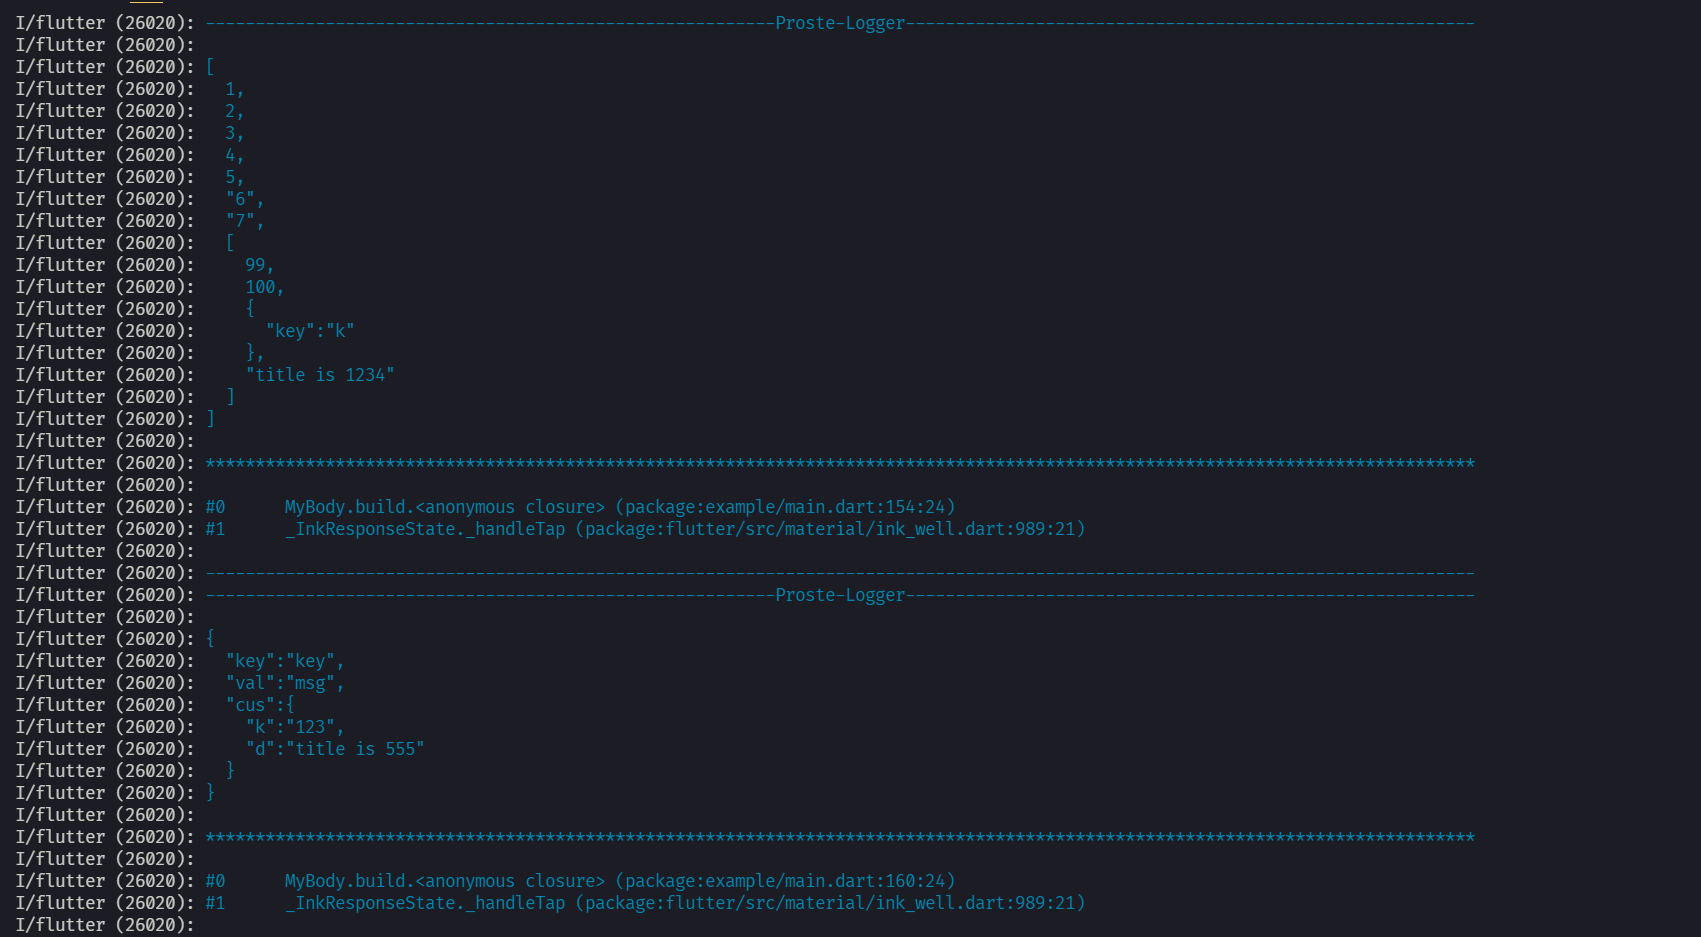 I/flutter (26020): ---------------------------------------------------------Proste-Logger---------------------------------------------------------
I/flutter (26020):
I/flutter (26020): [
I/flutter (26020):   1,
I/flutter (26020):   2,
I/flutter (26020):   3,
I/flutter (26020):   4,
I/flutter (26020):   5,
I/flutter (26020):   "6",
I/flutter (26020):   "7",
I/flutter (26020):   [
I/flutter (26020):     99,
I/flutter (26020):     100,
I/flutter (26020):     {
I/flutter (26020):       "key":"k"
I/flutter (26020):     },
I/flutter (26020):     "title is 1234"
I/flutter (26020):   ]
I/flutter (26020): ]
I/flutter (26020):
I/flutter (26020): *******************************************************************************************************************************
I/flutter (26020):
I/flutter (26020): #0      MyBody.build.<anonymous closure> (package:example/main.dart:154:24)
I/flutter (26020): #1      _InkResponseState._handleTap (package:flutter/src/material/ink_well.dart:989:21)
I/flutter (26020):
I/flutter (26020): -------------------------------------------------------------------------------------------------------------------------------
I/flutter (26020): ---------------------------------------------------------Proste-Logger---------------------------------------------------------
I/flutter (26020):
I/flutter (26020): {
I/flutter (26020):   "key":"key",
I/flutter (26020):   "val":"msg",
I/flutter (26020):   "cus":{
I/flutter (26020):     "k":"123",
I/flutter (26020):     "d":"title is 555"
I/flutter (26020):   }
I/flutter (26020): }
I/flutter (26020):
I/flutter (26020): *******************************************************************************************************************************
I/flutter (26020):
I/flutter (26020): #0      MyBody.build.<anonymous closure> (package:example/main.dart:160:24)
I/flutter (26020): #1      _InkResponseState._handleTap (package:flutter/src/material/ink_well.dart:989:21)
I/flutter (26020):